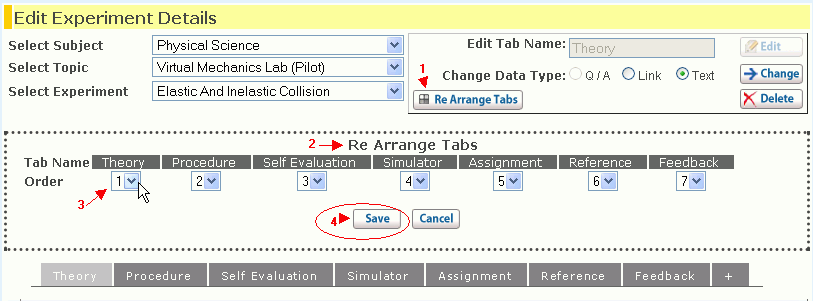 Edit Experiment Details
Select Subject Physical Science
Select Topic Virtual Mechanics Lab (Pilot)
Select Experiment Elastic And Inelastic Collision
Edit Tab Name: Theory Edit
Change Data Type: Q / A Link Text Change
1
Re Arrange Tabs Delete
2 Re Arrange Tabs
Tab Name Theory Procedure Self Evaluation Simulator Assignment Reference Feedback
Order 1 2 3 4 5 6 7
3
4 Save Cancel
Theory Procedure Self Evaluation Simulator Assignment Reference Feedback +